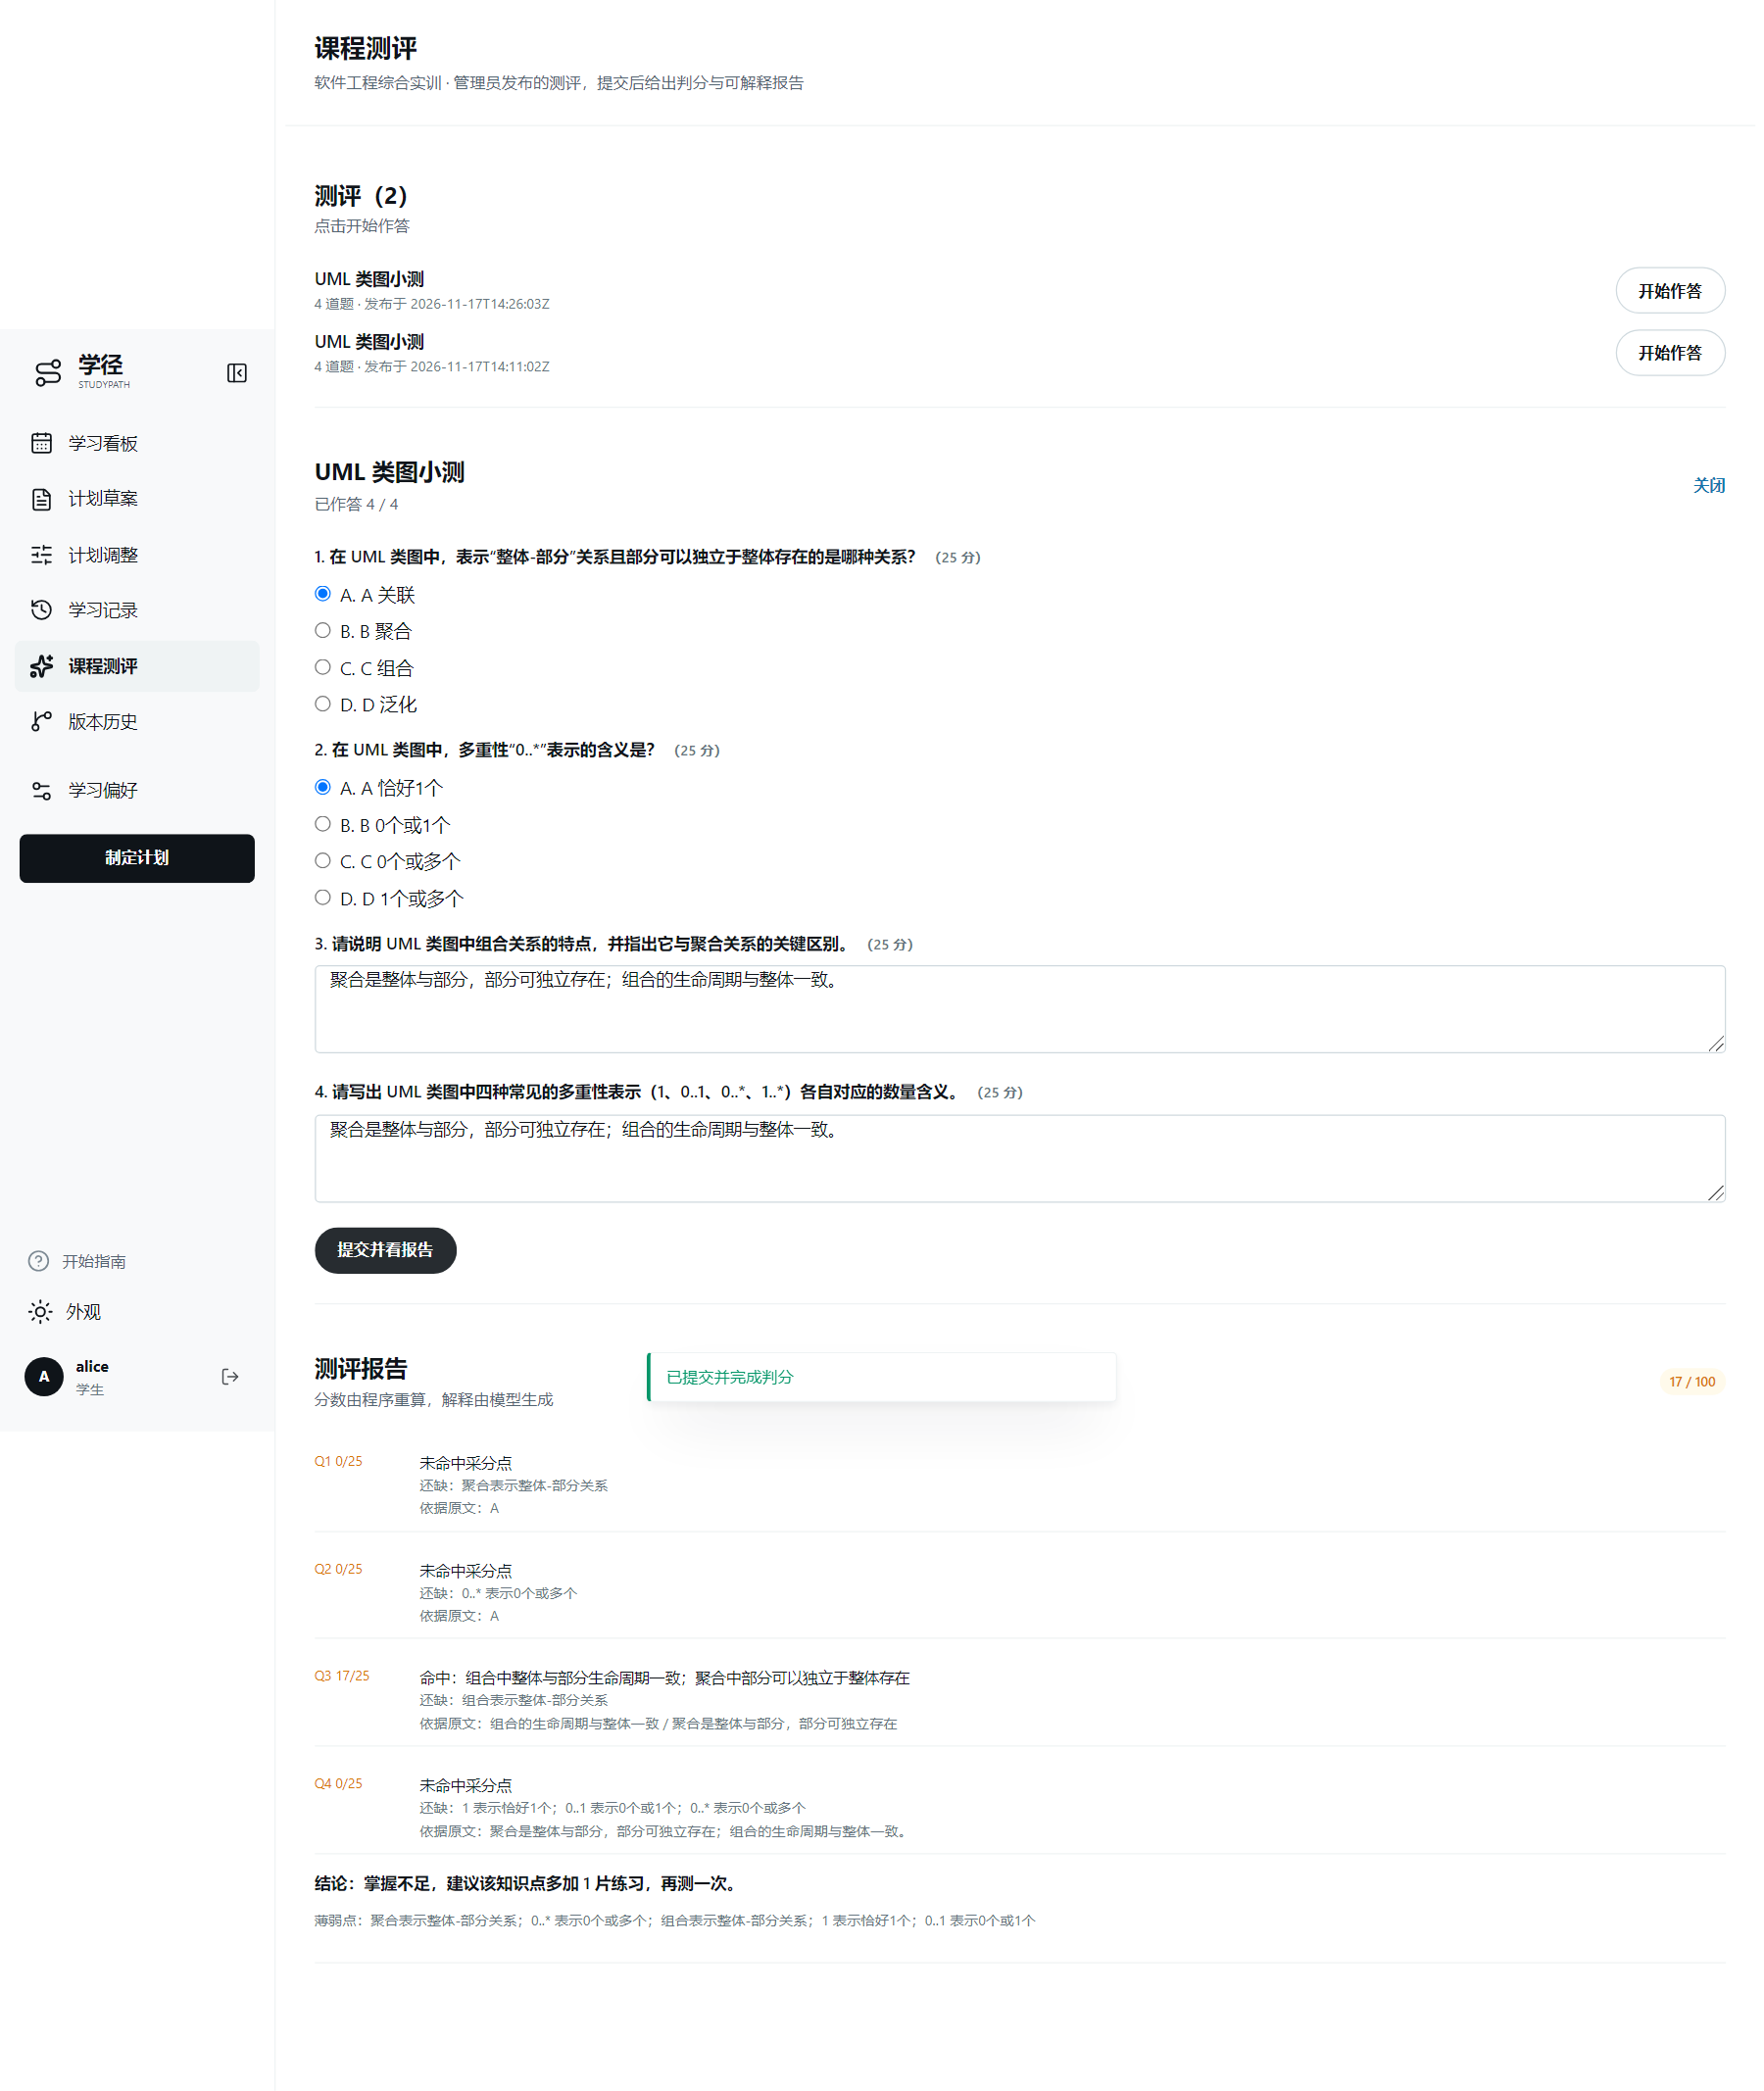 学径
STUDYPATH
学习看板
计划草案
计划调整
学习记录
课程测评
版本历史
学习偏好
制定计划
开始指南
外观
A
alice
学生
课程测评
软件工程综合实训 · 管理员发布的测评，提交后给出判分与可解释报告
测评（2）
点击开始作答
UML 类图小测
4 道题 · 发布于 2026-11-17T14:26:03Z
开始作答
UML 类图小测
4 道题 · 发布于 2026-11-17T14:11:02Z
开始作答
UML 类图小测
已作答 4 / 4
关闭
1. 在 UML 类图中，表示“整体-部分”关系且部分可以独立于整体存在的是哪种关系？ （25 分）
A. A 关联
B. B 聚合
C. C 组合
D. D 泛化
2. 在 UML 类图中，多重性“0..*”表示的含义是？ （25 分）
A. A 恰好1个
B. B 0个或1个
C. C 0个或多个
D. D 1个或多个
3. 请说明 UML 类图中组合关系的特点，并指出它与聚合关系的关键区别。 （25 分）
聚合是整体与部分，部分可独立存在；组合的生命周期与整体一致。
4. 请写出 UML 类图中四种常见的多重性表示（1、0..1、0..*、1..*）各自对应的数量含义。 （25 分）
聚合是整体与部分，部分可独立存在；组合的生命周期与整体一致。
提交并看报告
测评报告
分数由程序重算，解释由模型生成
已提交并完成判分
17 / 100
Q1 0/25
未命中采分点
还缺：聚合表示整体-部分关系
依据原文：A
Q2 0/25
未命中采分点
还缺：0..* 表示0个或多个
依据原文：A
Q3 17/25
命中：组合中整体与部分生命周期一致；聚合中部分可以独立于整体存在
还缺：组合表示整体-部分关系
依据原文：组合的生命周期与整体一致 / 聚合是整体与部分，部分可独立存在
Q4 0/25
未命中采分点
还缺：1 表示恰好1个；0..1 表示0个或1个；0..* 表示0个或多个
依据原文：聚合是整体与部分，部分可独立存在；组合的生命周期与整体一致。
结论：掌握不足，建议该知识点多加 1 片练习，再测一次。
薄弱点：聚合表示整体-部分关系；0..* 表示0个或多个；组合表示整体-部分关系；1 表示恰好1个；0..1 表示0个或1个